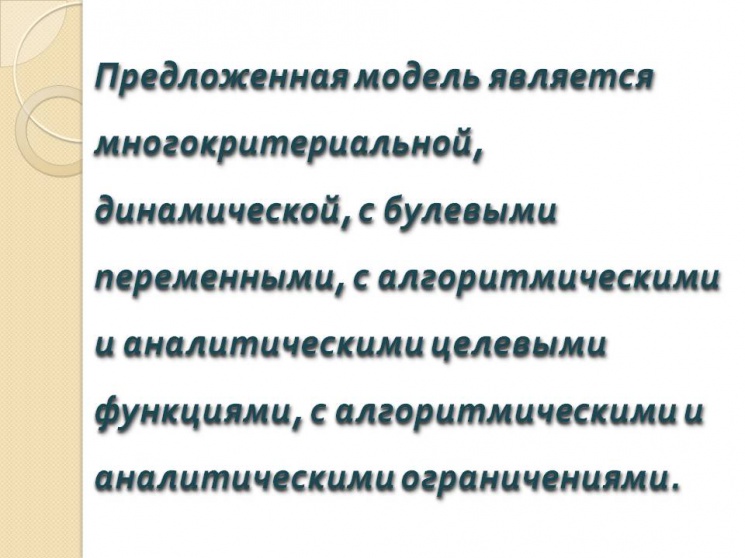 Предложенная модель является
многокритериальной,
динамической, с булевыми
переменными, с алгоритмическими
и аналитическими целевыми
функциями, с алгоритмическими и
аналитическими ограничениями.